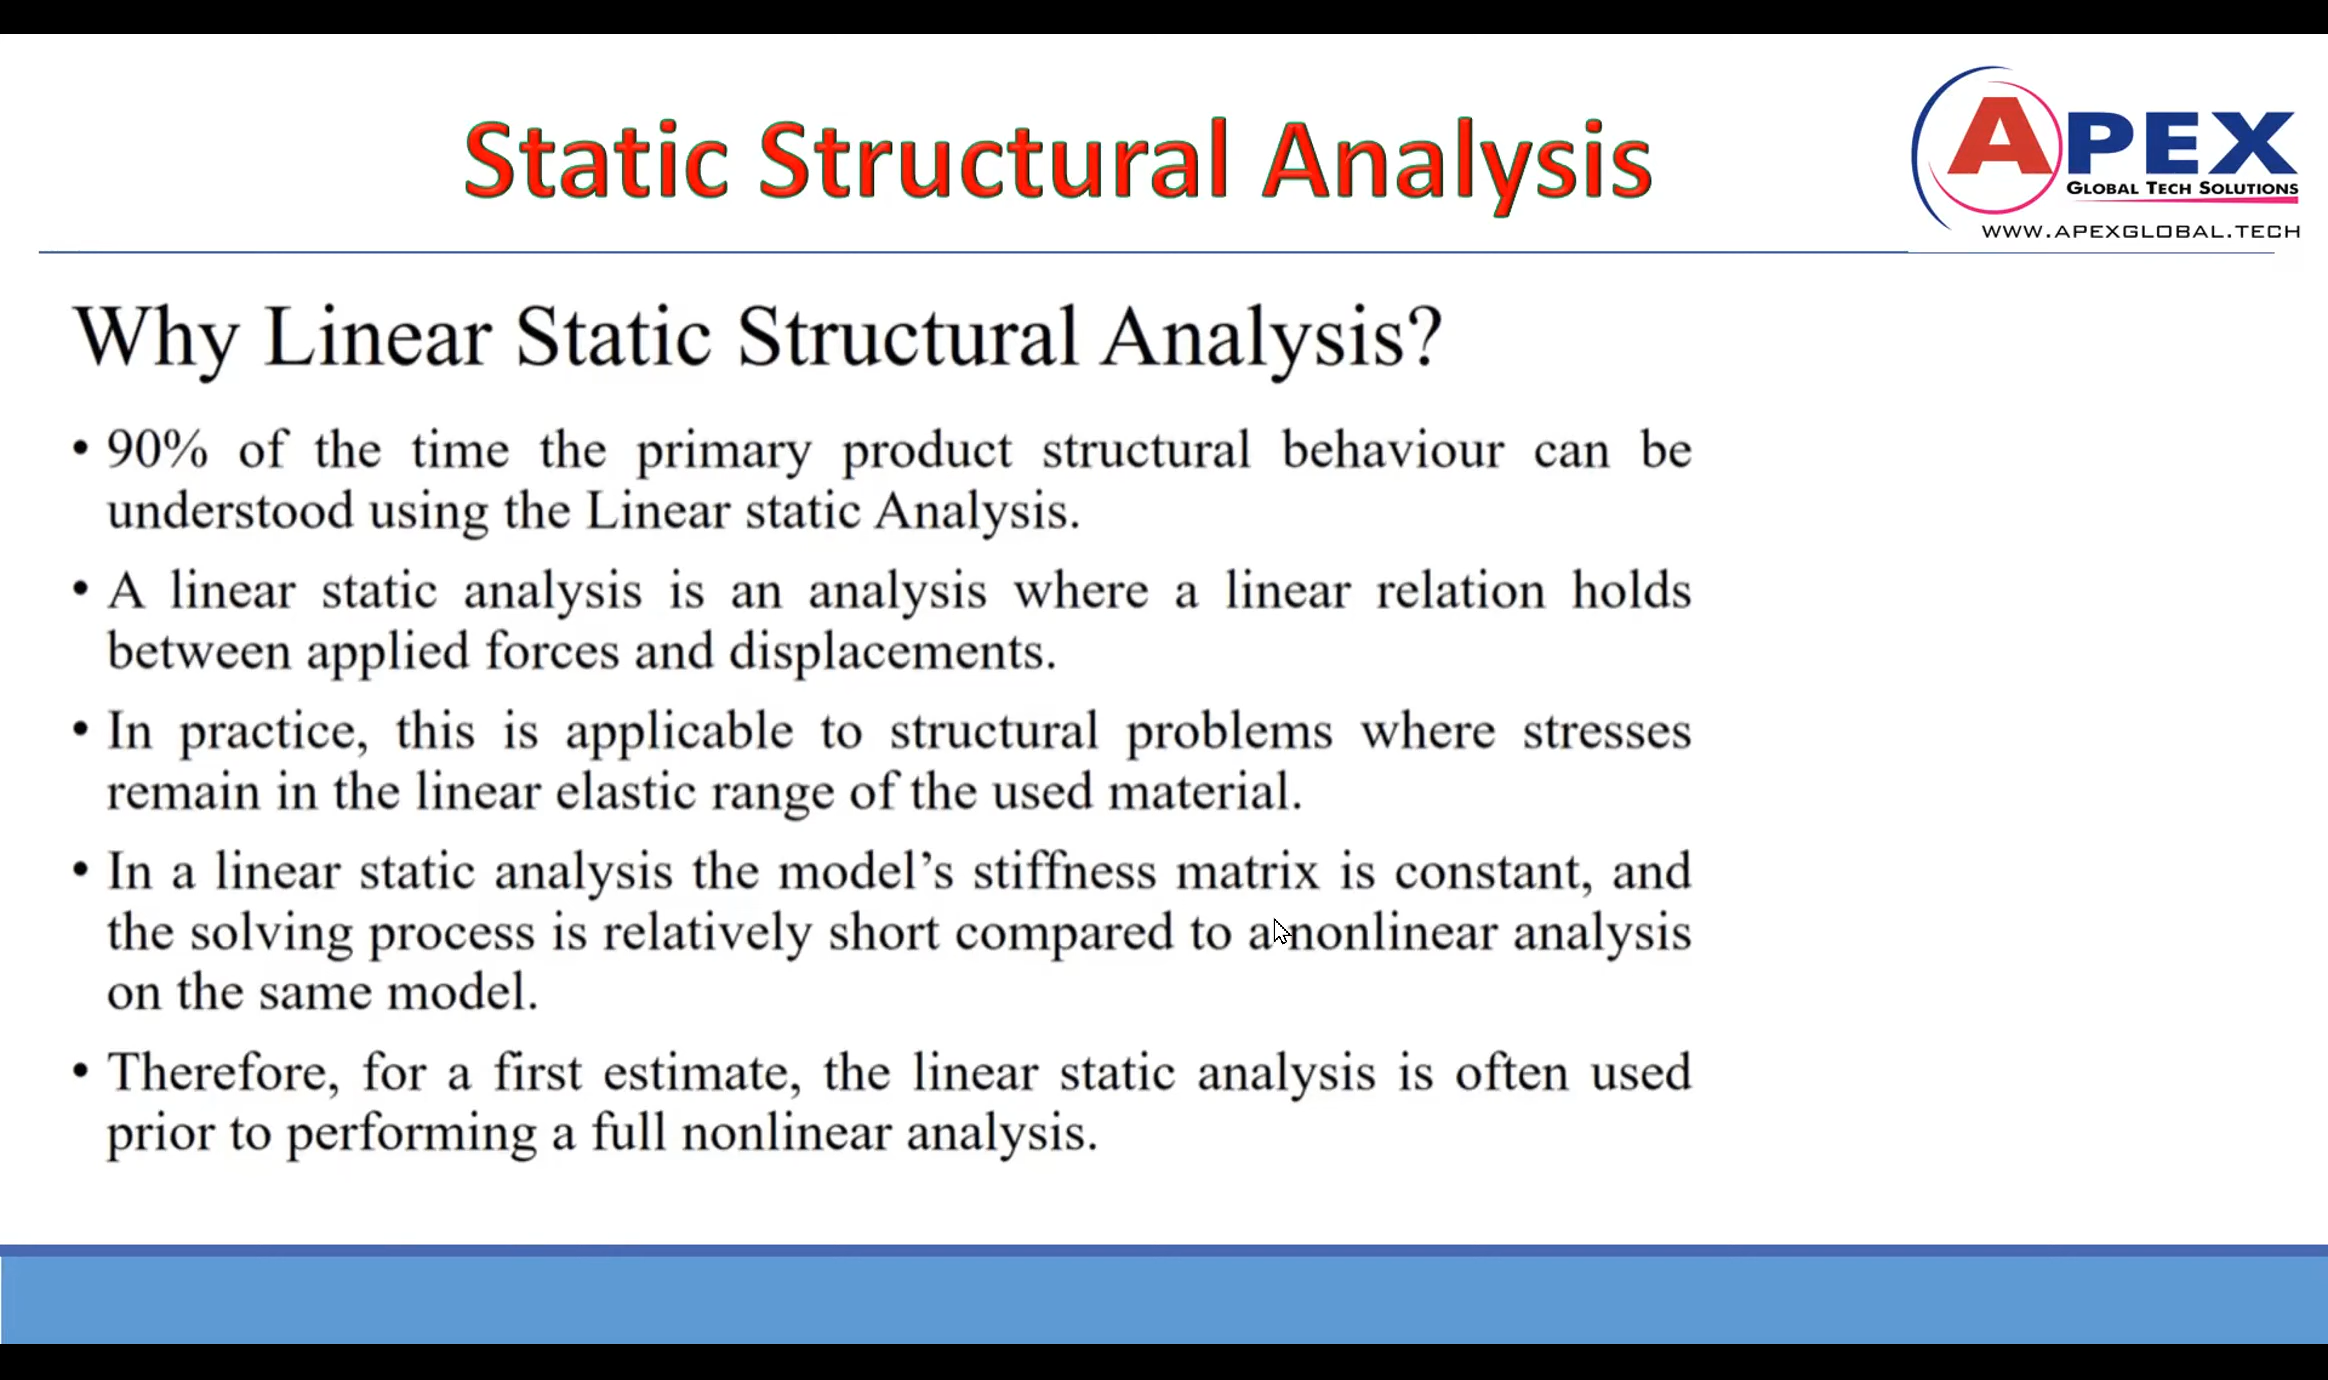 Static Structural Analysis
APEX
GLOBAL TECH SOLUTIONS
WWW.APEXGLOBAL.TECH
Why Linear Static Structural Analysis?
• 90% of the time the primary product structural behaviour can be
understood using the Linear static Analysis.
• A linear static analysis is an analysis where a linear relation holds
between applied forces and displacements.
• In practice, this is applicable to structural problems where stresses
remain in the linear elastic range of the used material.
• In a linear static analysis the model’s stiffness matrix is constant, and
the solving process is relatively short compared to a nonlinear analysis
on the same model.
• Therefore, for a first estimate, the linear static analysis is often used
prior to performing a full nonlinear analysis.